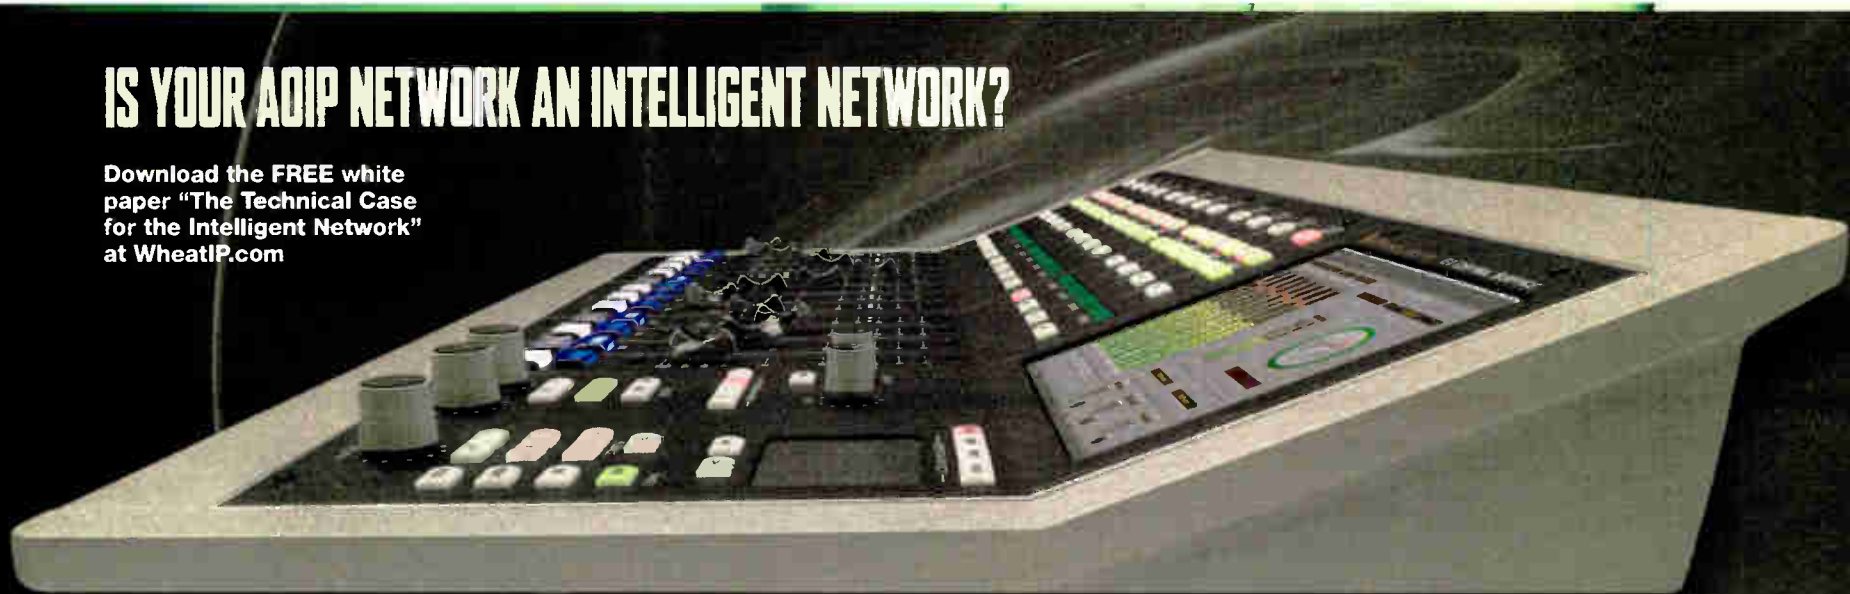 IS YOUR AOIP NETWORK AN INTELLIGENT NETWORK?
Download the FREE white
paper “The Technical Case
for the Intelligent Network”
at WheatIP.com